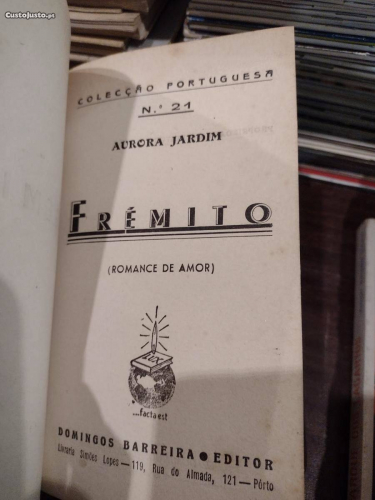 CustoJusto.pt
COLECÇÃO PORTUGUESA
N.º 21
AURORA JARDIM
FRÉMITO
(ROMANCE DE AMOR)
...facta est
DOMINGOS BARREIRA ● EDITOR
Livraria Simões Lopes — 119, Rua do Almada, 121 — Pôrto